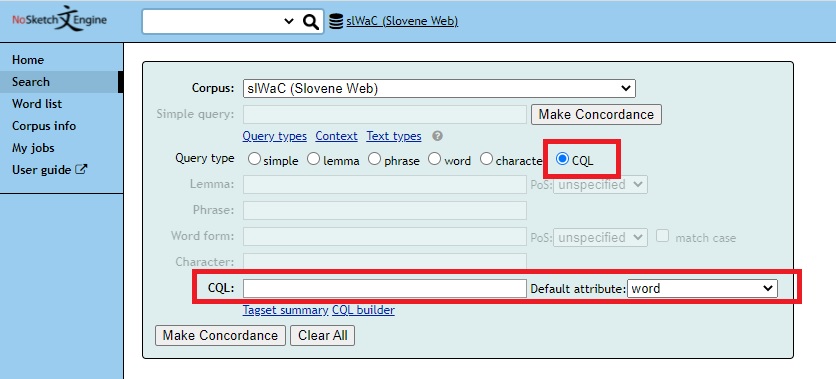 NoSketch Engine
slWaC (Slovene Web)
Home
Search
Word list
Corpus info
My jobs
User guide
Corpus: slWaC (Slovene Web)
Simple query: Make Concordance
Query types Context Text types ?
Query type simple lemma phrase word characte CQL
Lemma: PoS: unspecified
Phrase:
Word form: PoS: unspecified match case
Character:
CQL: Default attribute: word
Tagset summary CQL builder
Make Concordance Clear All